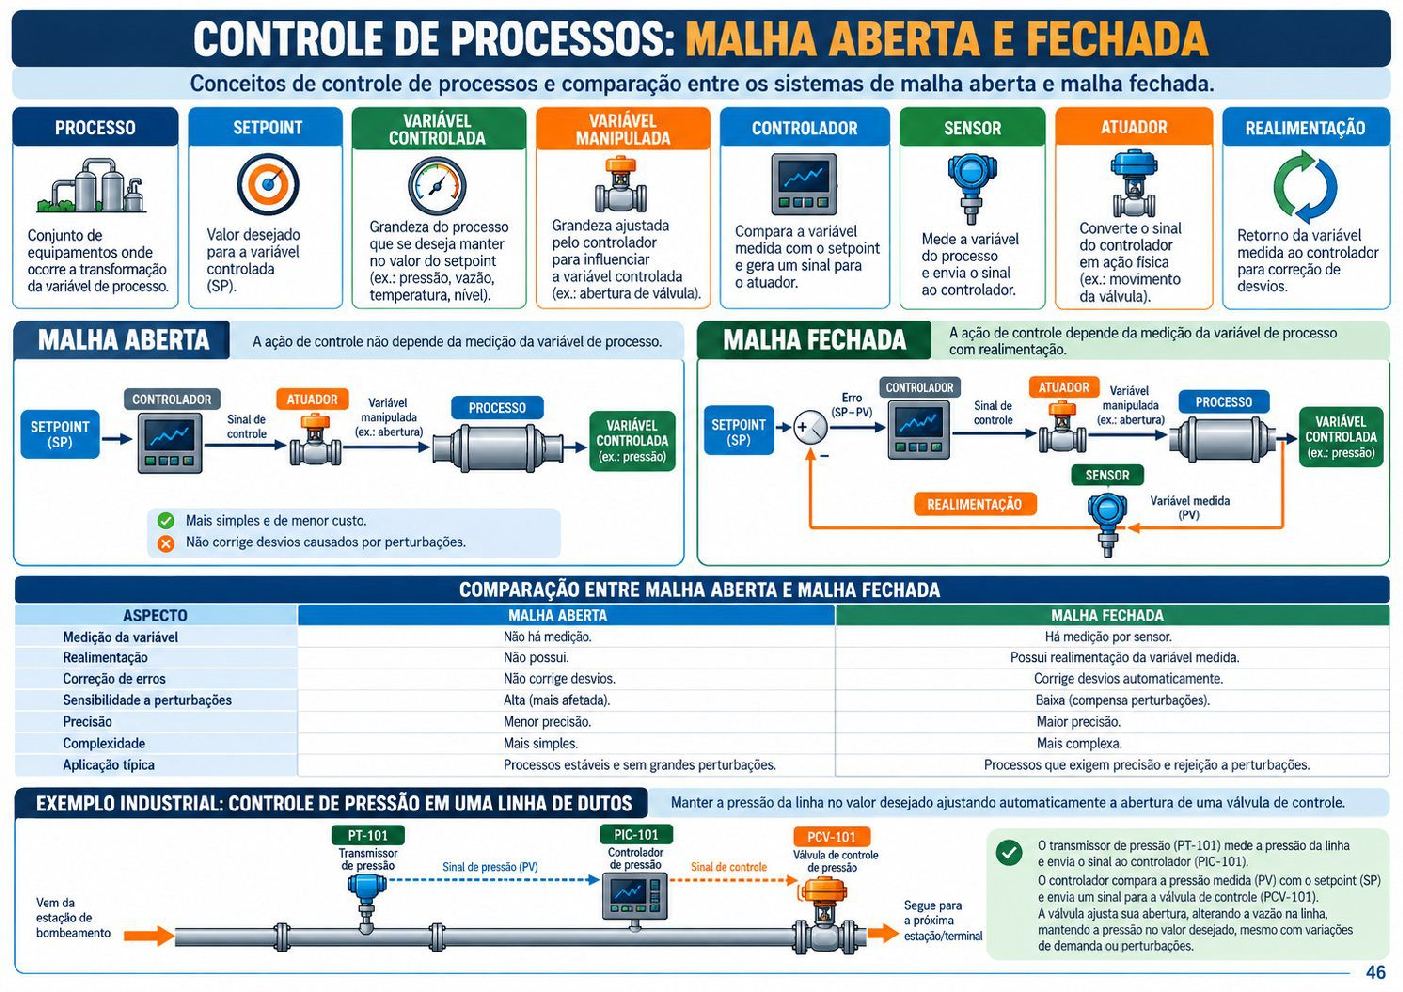 CONTROLE DE PROCESSOS: MALHA ABERTA E FECHADA
Conceitos de controle de processos e comparação entre os sistemas de malha aberta e malha fechada.
PROCESSO
Conjunto de
equipamentos onde
ocorre a transformação
da variável de processo.
SETPOINT
Valor desejado
para a variável
controlada
(SP).
VARIÁVEL
CONTROLADA
Grandeza do processo
que se deseja manter
no valor do setpoint
(ex.: pressão, vazão,
temperatura, nível).
VARIÁVEL
MANIPULADA
Grandeza ajustada
pelo controlador
para influenciar
a variável controlada
(ex.: abertura de válvula).
CONTROLADOR
Compara a variável
medida com o setpoint
e gera um sinal para
o atuador.
SENSOR
Mede a variável
do processo
e envia o sinal
ao controlador.
ATUADOR
Converte o sinal
do controlador
em ação física
(ex.: movimento
da válvula).
REALIMENTAÇÃO
Retorno da variável
medida ao controlador
para correção de
desvios.
MALHA ABERTA
A ação de controle não depende da medição da variável de processo.
SETPOINT
(SP)
CONTROLADOR
Sinal de
controle
ATUADOR
Variável
manipulada
(ex.: abertura)
PROCESSO
VARIÁVEL
CONTROLADA
(ex.: pressão)
Mais simples e de menor custo.
Não corrige desvios causados por perturbações.
MALHA FECHADA
A ação de controle depende da medição da variável de processo
com realimentação.
SETPOINT
(SP)
+
−
Erro
(SP-PV)
CONTROLADOR
Sinal de
controle
ATUADOR
Variável
manipulada
(ex.: abertura)
PROCESSO
VARIÁVEL
CONTROLADA
(ex.: pressão)
SENSOR
REALIMENTAÇÃO
Variável medida
(PV)
COMPARAÇÃO ENTRE MALHA ABERTA E MALHA FECHADA
ASPECTO MALHA ABERTA MALHA FECHADA
Medição da variável Não há medição. Há medição por sensor.
Realimentação Não possui. Possui realimentação da variável medida.
Correção de erros Não corrige desvios. Corrige desvios automaticamente.
Sensibilidade a perturbações Alta (mais afetada). Baixa (compensa perturbações).
Precisão Menor precisão. Maior precisão.
Complexidade Mais simples. Mais complexa.
Aplicação típica Processos estáveis e sem grandes perturbações. Processos que exigem precisão e rejeição a perturbações.
EXEMPLO INDUSTRIAL: CONTROLE DE PRESSÃO EM UMA LINHA DE DUTOS
Manter a pressão da linha no valor desejado ajustando automaticamente a abertura de uma válvula de controle.
Vem da
estação de
bombeamento
PT-101
Transmissor
de pressão
Sinal de pressão (PV)
PIC-101
Controlador
de pressão
Sinal de controle
PCV-101
Válvula de controle
de pressão
Segue para
a próxima
estação/terminal
O transmissor de pressão (PT-101) mede a pressão da linha
e envia o sinal ao controlador (PIC-101).
O controlador compara a pressão medida (PV) com o setpoint (SP)
e envia um sinal para a válvula de controle (PCV-101).
A válvula ajusta sua abertura, alterando a vazão na linha,
mantendo a pressão no valor desejado, mesmo com variações
de demanda ou perturbações.
46